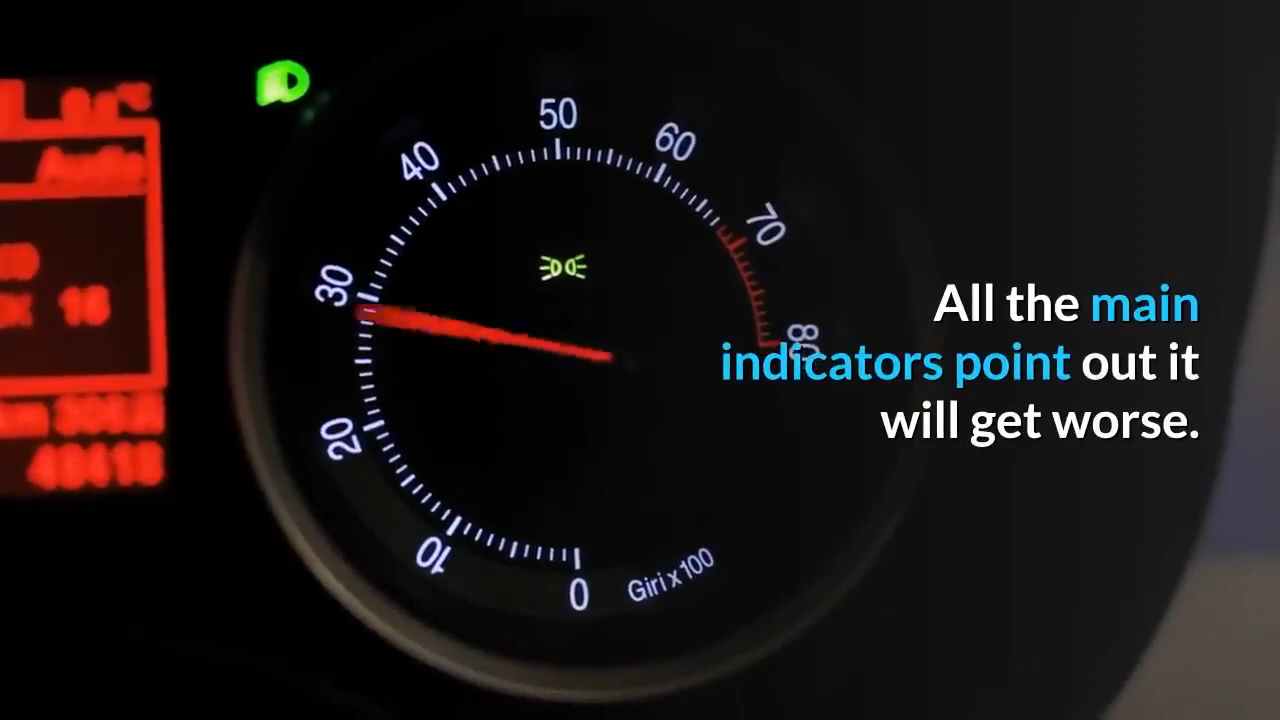 50
60
40
70
30
80
20
10
0
Giri x 100
16
All the main
indicators point out it
will get worse.